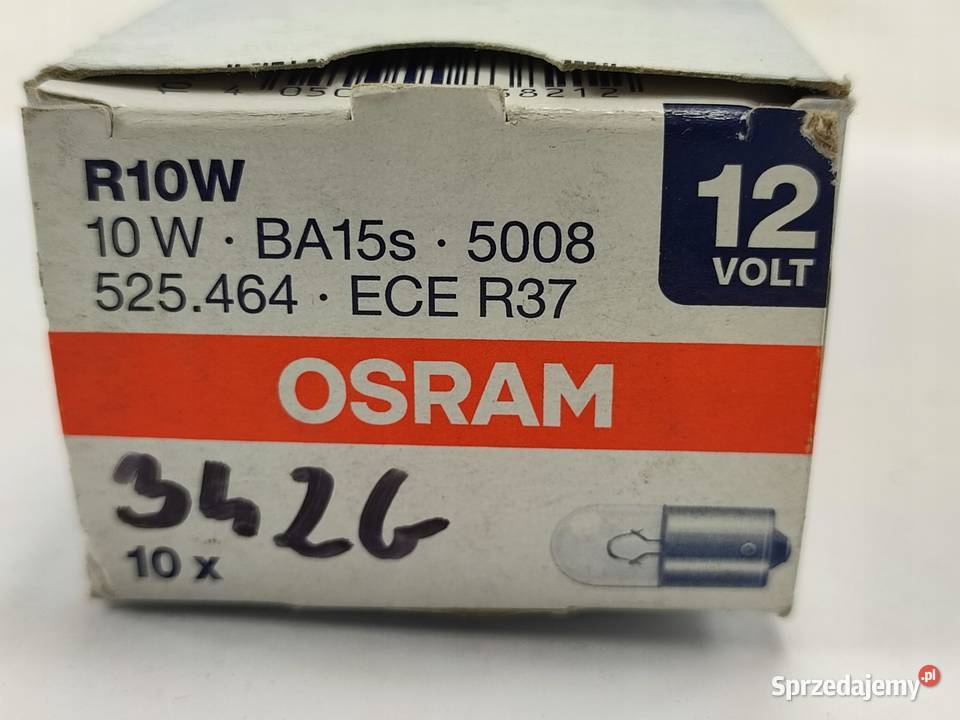 R10W
10 W · BA15s · 5008
525.464 · ECE R37
12
VOLT
OSRAM
3426
10 x
Sprzedajemy.pl